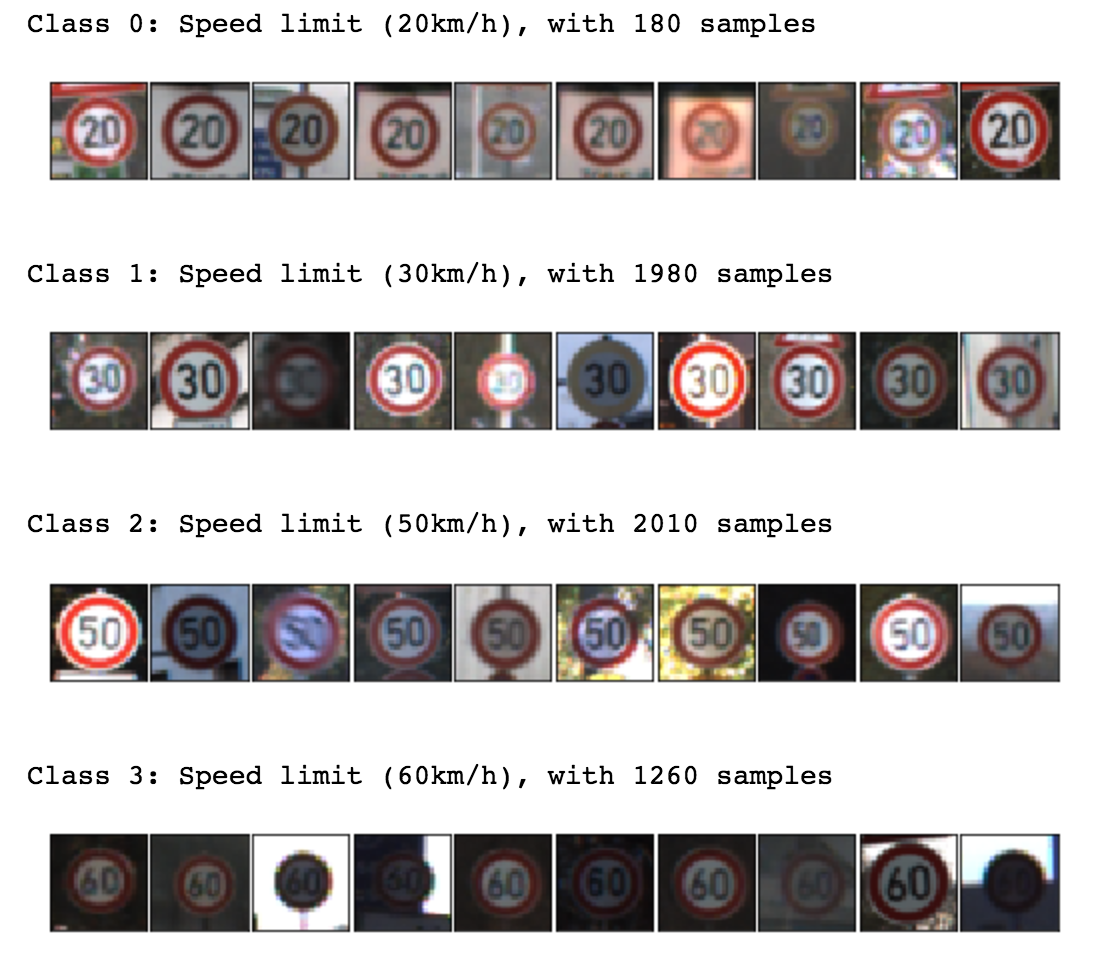 Class 0: Speed limit (20km/h), with 180 samples
20 20 20 20 20 20 20 20 20 20
Class 1: Speed limit (30km/h), with 1980 samples
30 30 30 30 30 30 30 30 30
Class 2: Speed limit (50km/h), with 2010 samples
50 50 50 50 50 50 50 50 50 50
Class 3: Speed limit (60km/h), with 1260 samples
60 60 60 60 60 60 60 60 60